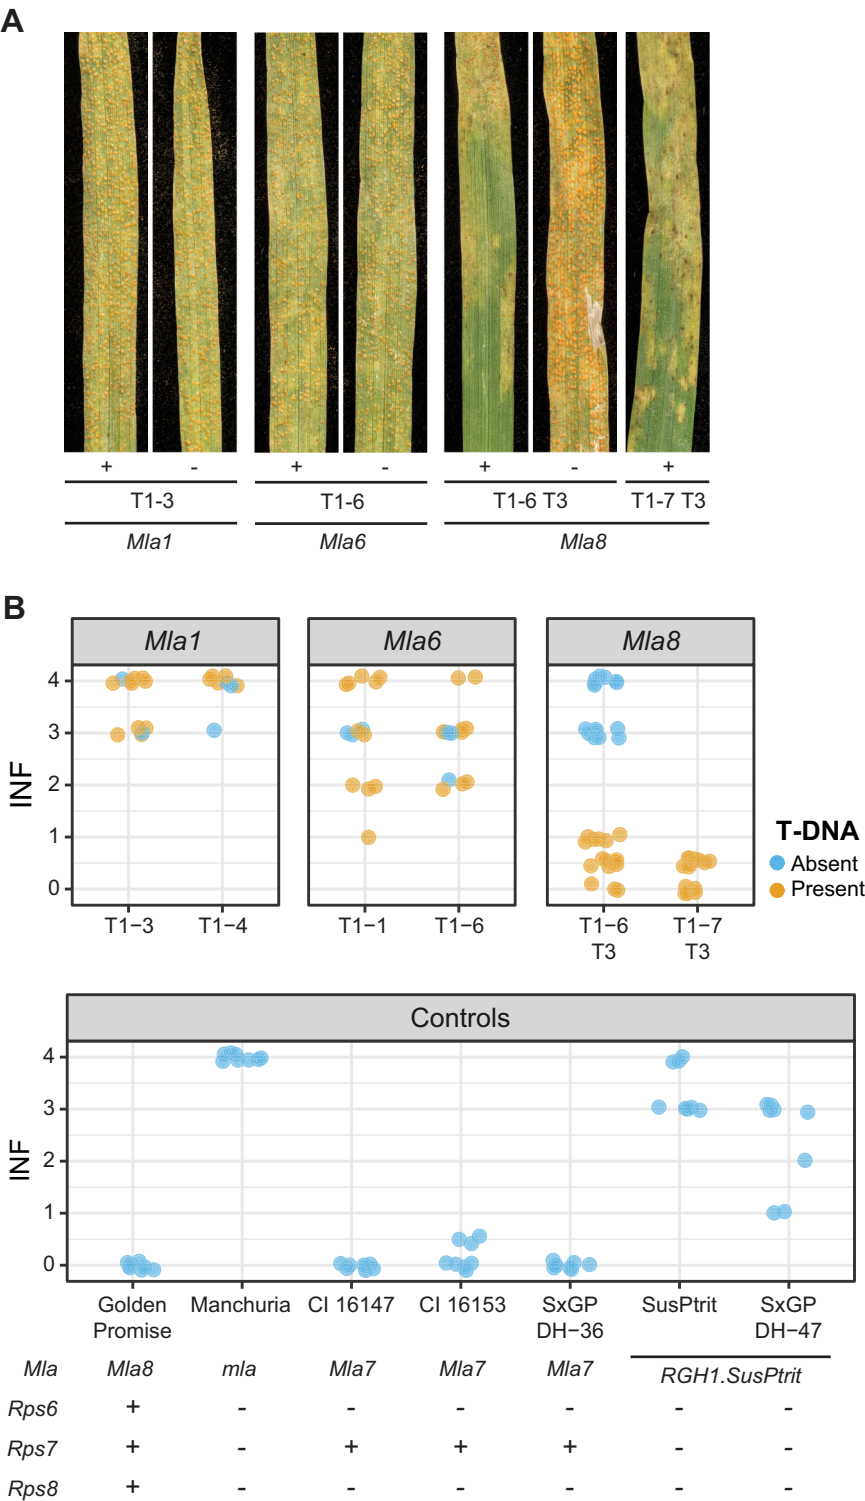 A
+ - + - + - +
T1-3 T1-6 T1-6 T3 T1-7 T3
Mla1 Mla6 Mla8
B
Mla1 Mla6 Mla8
INF
4
3
2
1
0
T1−3 T1−4 T1−1 T1−6 T1−6 T1−7
T3 T3
T-DNA
Absent
Present
Controls
INF
4
3
2
1
0
Golden Manchuria CI 16147 CI 16153 SxGP SusPtrit SxGP
Promise DH−36 DH−47
Mla Mla8 mla Mla7 Mla7 Mla7 RGH1.SusPtrit
Rps6 + - - - - - -
Rps7 + - + + + - -
Rps8 + - - - - - -